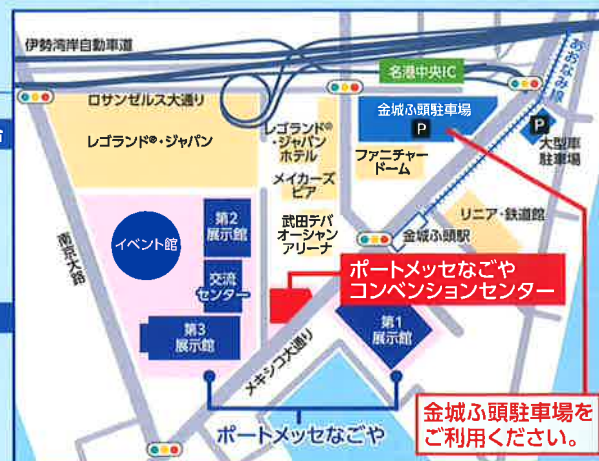 伊勢湾岸自動車道
名港中央IC
あおなみ線
ロサンゼルス大通り
レゴランド®・ジャパン
レゴランド®
・ジャパン
ホテル
メイカーズ
ピア
金城ふ頭駐車場
P
ファニチャー
ドーム
P
大型車
駐車場
南京大路
イベント館
第2
展示館
交流
センター
第3
展示館
武田テバ
オーシャン
アリーナ
金城ふ頭駅
リニア・鉄道館
ポートメッセなごや
コンベンションセンター
第1
展示館
メキシコ大通り
ポートメッセなごや
金城ふ頭駐車場を
ご利用ください。